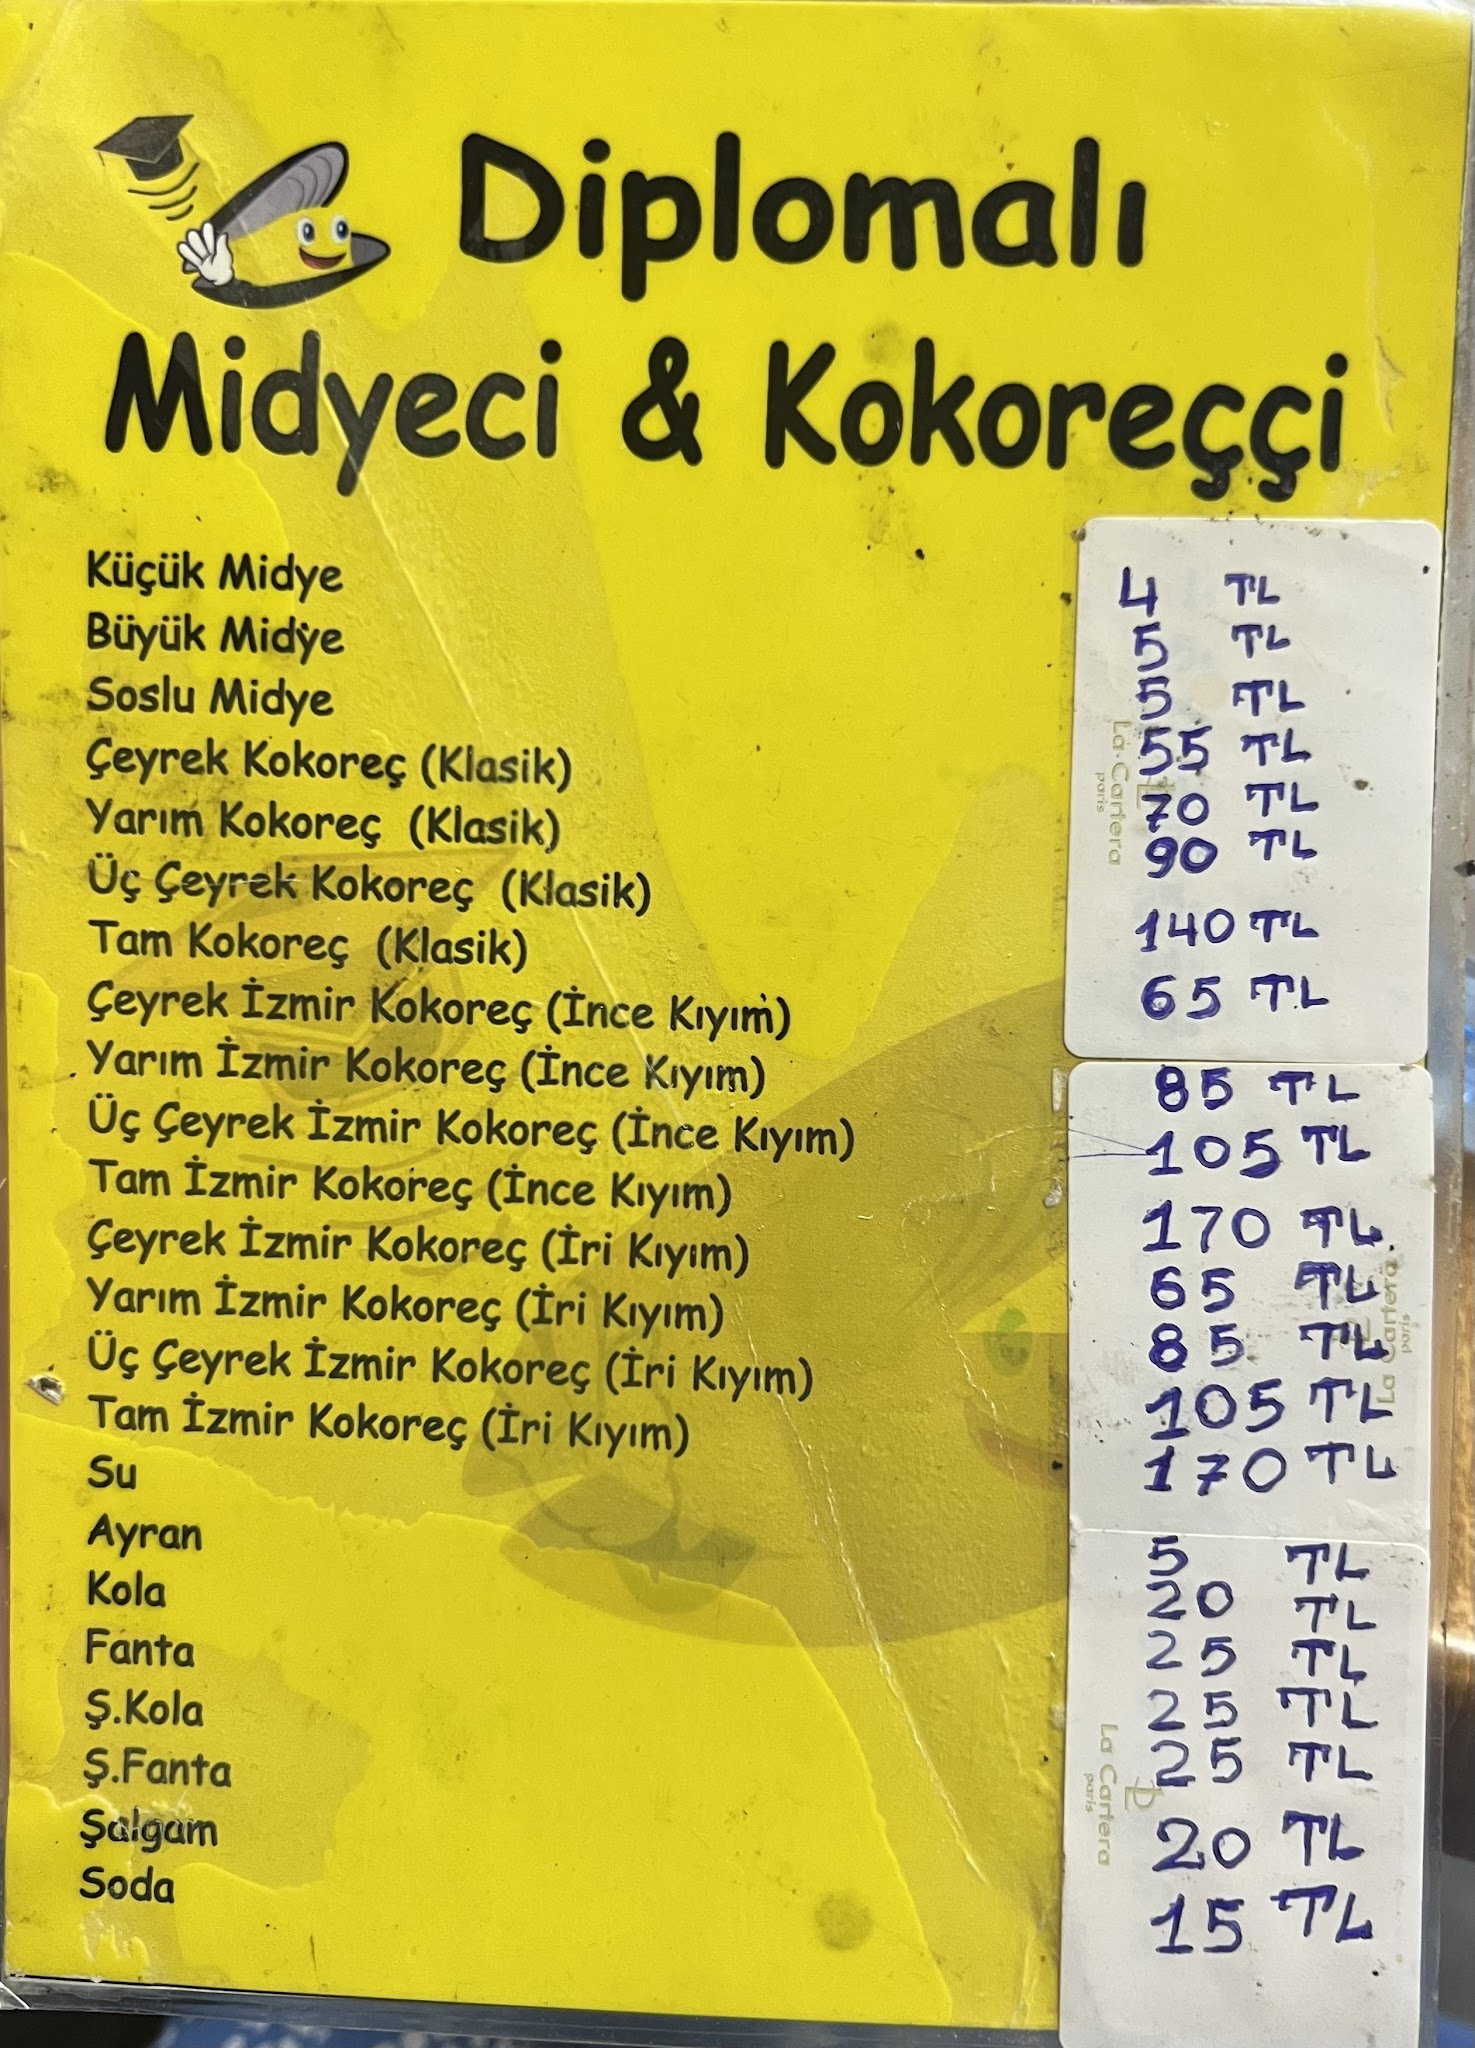 Diplomalı
Midyeci & Kokoreççi
Küçük Midye
Büyük Midye
Soslu Midye
Çeyrek Kokoreç (Klasik)
Yarım Kokoreç (Klasik)
Üç Çeyrek Kokoreç (Klasik)
Tam Kokoreç (Klasik)
Çeyrek İzmir Kokoreç (İnce Kıyım)
Yarım İzmir Kokoreç (İnce Kıyım)
Üç Çeyrek İzmir Kokoreç (İnce Kıyım)
Tam İzmir Kokoreç (İnce Kıyım)
Çeyrek İzmir Kokoreç (İri Kıyım)
Yarım İzmir Kokoreç (İri Kıyım)
Üç Çeyrek İzmir Kokoreç (İri Kıyım)
Tam İzmir Kokoreç (İri Kıyım)
Su
Ayran
Kola
Fanta
Ş.Kola
Ş.Fanta
Şalgam
Soda
4 TL
5 TL
5 TL
55 TL
70 TL
90 TL
140 TL
65 TL
La Cartera
paris
85 TL
105 TL
170 TL.
65 TL
85 TL
105 TL
170 TL
La Cartera
paris
5 TL
20 TL
25 TL
25 TL
25 TL
20 TL
15 TL
La Cartera
paris